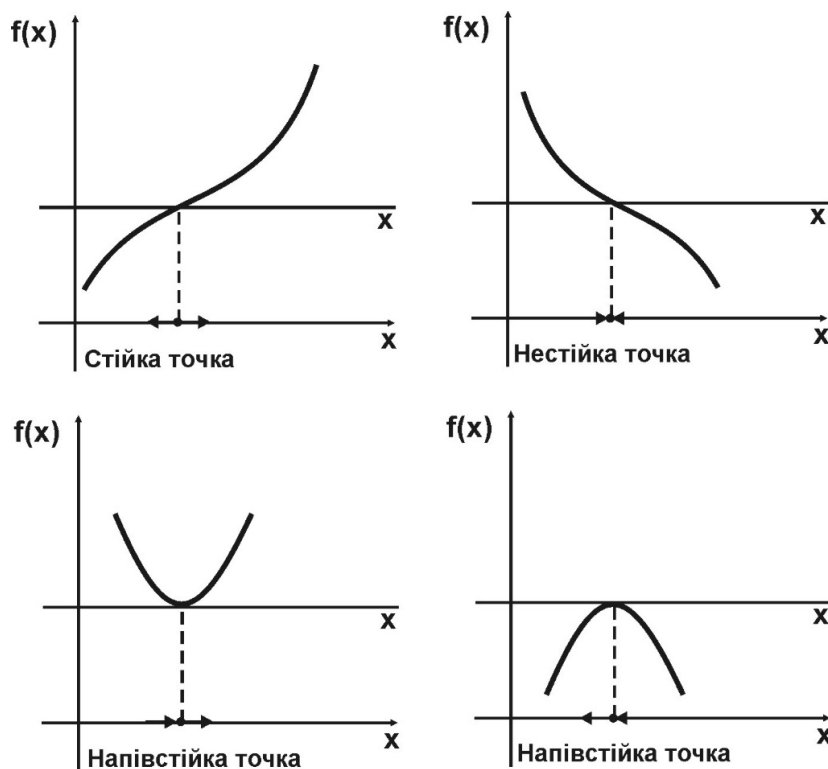 f(x)
x
x
Стійка точка
f(x)
x
x
Нестійка точка
f(x)
x
x
Напівстійка точка
f(x)
x
x
Напівстійка точка